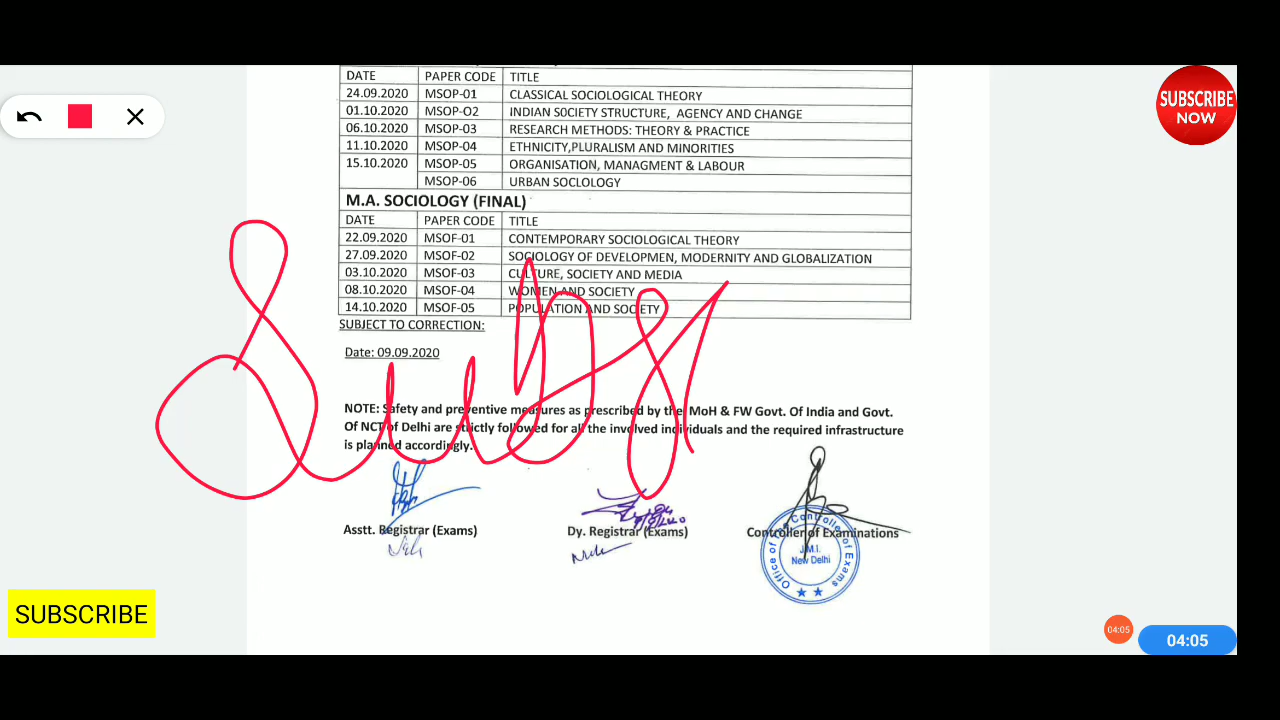 DATE PAPER CODE TITLE
24.09.2020 MSOP-01 CLASSICAL SOCIOLOGICAL THEORY
01.10.2020 MSOP-O2 INDIAN SOCIETY STRUCTURE, AGENCY AND CHANGE
06.10.2020 MSOP-03 RESEARCH METHODS: THEORY & PRACTICE
11.10.2020 MSOP-04 ETHNICITY,PLURALISM AND MINORITIES
15.10.2020 MSOP-05 ORGANISATION, MANAGMENT & LABOUR
MSOP-06 URBAN SOCLOLOGY
M.A. SOCIOLOGY (FINAL)
DATE PAPER CODE TITLE
22.09.2020 MSOF-01 CONTEMPORARY SOCIOLOGICAL THEORY
27.09.2020 MSOF-02 SOCIOLOGY OF DEVELOPMEN, MODERNITY AND GLOBALIZATION
03.10.2020 MSOF-03 CULTURE, SOCIETY AND MEDIA
08.10.2020 MSOF-04 WOMEN AND SOCIETY
14.10.2020 MSOF-05 POPULATION AND SOCIETY
SUBJECT TO CORRECTION:
Date: 09.09.2020
NOTE: Safety and preventive measures as prescribed by the MoH & FW Govt. Of India and Govt.
Of NCT of Delhi are strictly followed for all the involved individuals and the required infrastructure
is planned accordingly.
Asstt. Registrar (Exams) Dy. Registrar (Exams) Controller of Examinations
Office of the Controller of Exams
J.M.I.
New Delhi
SUBSCRIBE
NOW
SUBSCRIBE
04:05
04:05